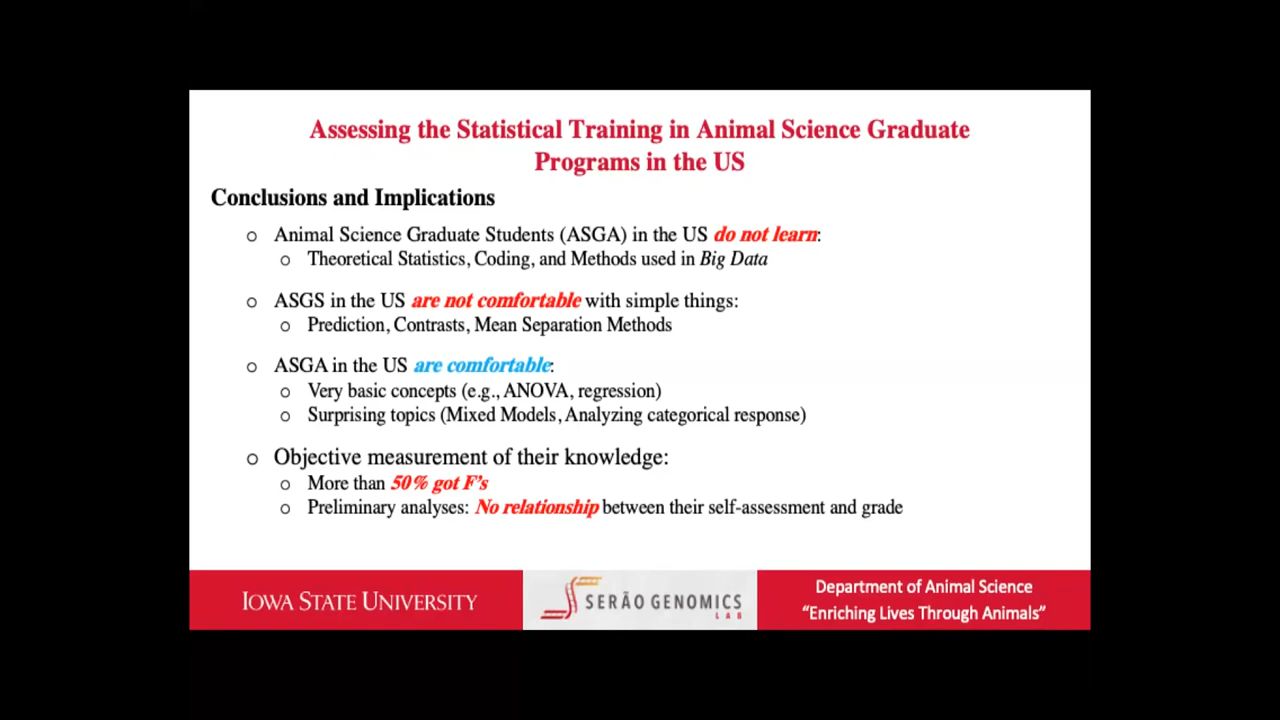 Assessing the Statistical Training in Animal Science Graduate
Programs in the US
Conclusions and Implications
o Animal Science Graduate Students (ASGA) in the US do not learn:
o Theoretical Statistics, Coding, and Methods used in Big Data
o ASGS in the US are not comfortable with simple things:
o Prediction, Contrasts, Mean Separation Methods
o ASGA in the US are comfortable:
o Very basic concepts (e.g., ANOVA, regression)
o Surprising topics (Mixed Models, Analyzing categorical response)
o Objective measurement of their knowledge:
o More than 50% got F's
o Preliminary analyses: No relationship between their self-assessment and grade
IOWA STATE UNIVERSITY
SERÃO GENOMICS
LAB
Department of Animal Science
“Enriching Lives Through Animals”